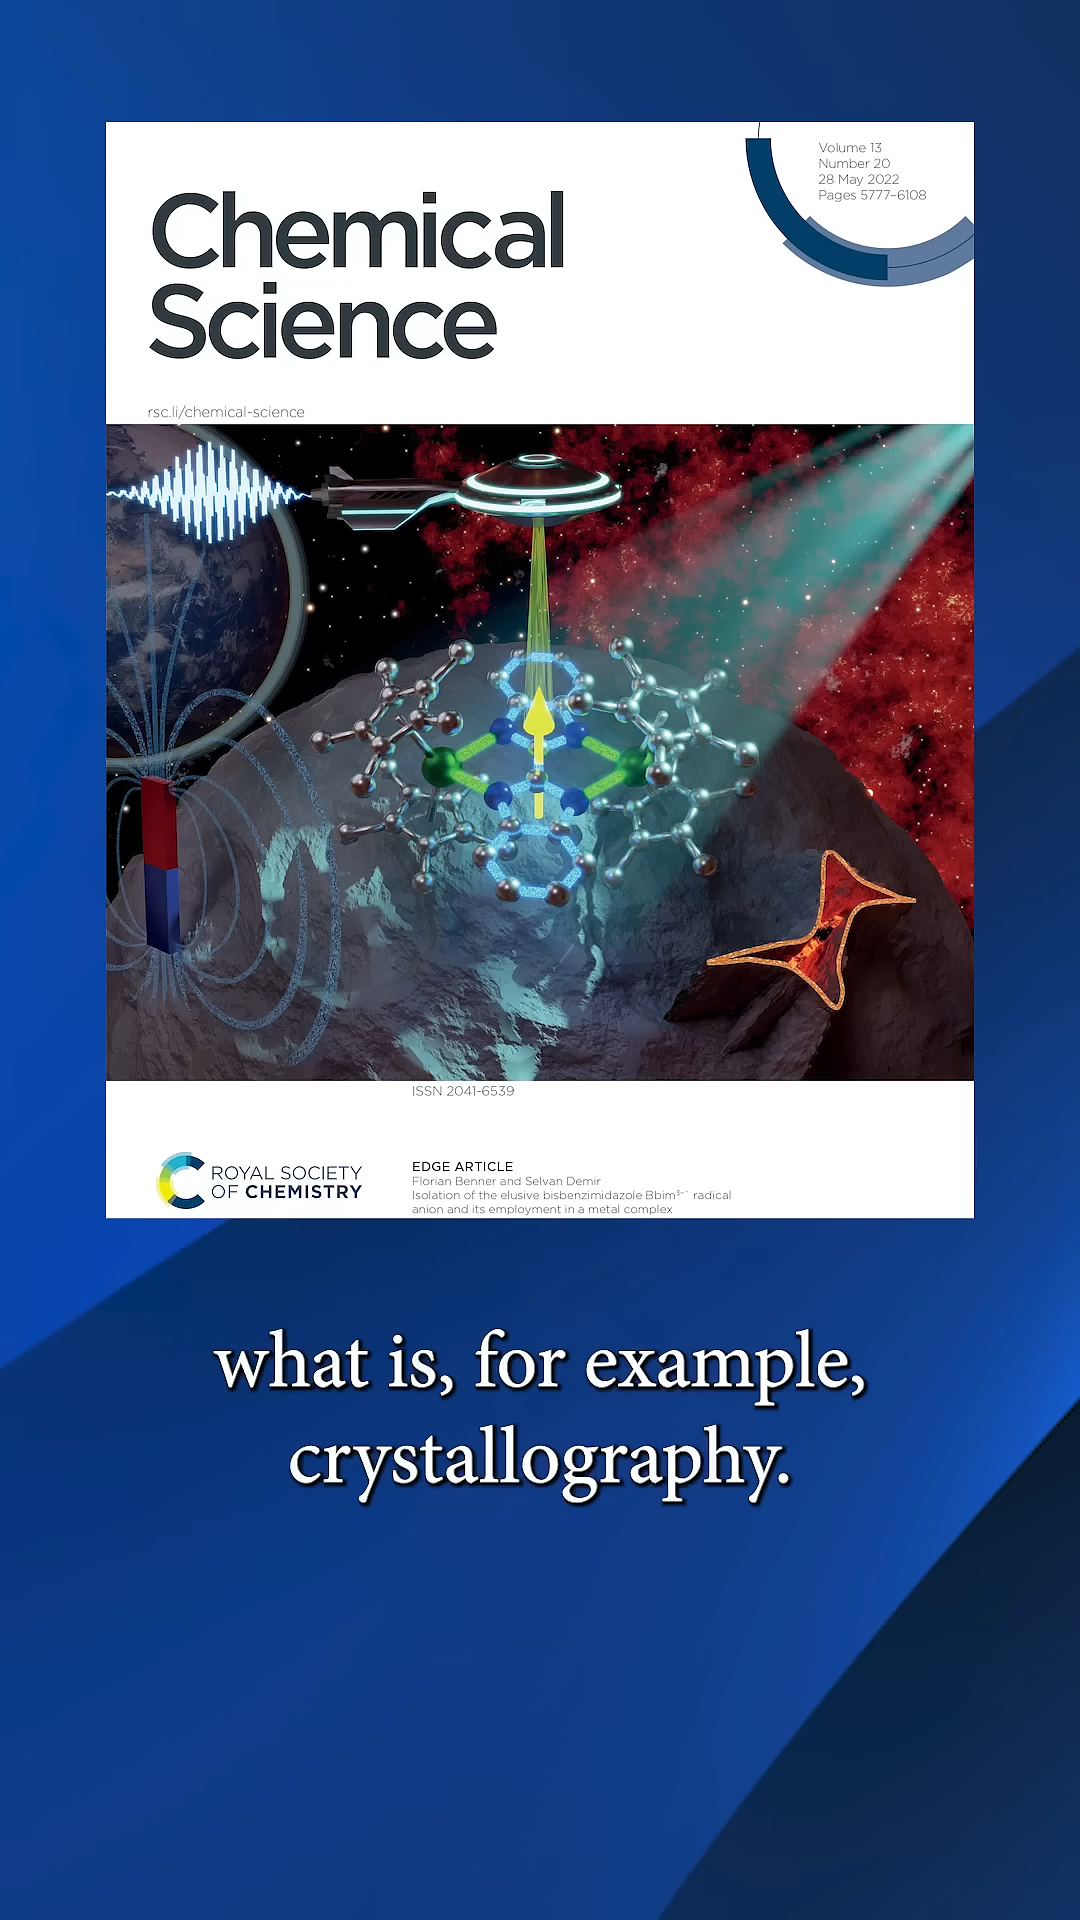 Volume 13
Number 20
28 May 2022
Pages 5777–6108
Chemical
Science
rsc.li/chemical-science
ISSN 2041-6539
ROYAL SOCIETY
OF CHEMISTRY
EDGE ARTICLE
Florian Benner and Selvan Demir
Isolation of the elusive bisbenzimidazole Bbim³⁻˙ radical
anion and its employment in a metal complex
what is, for example,
crystallography.